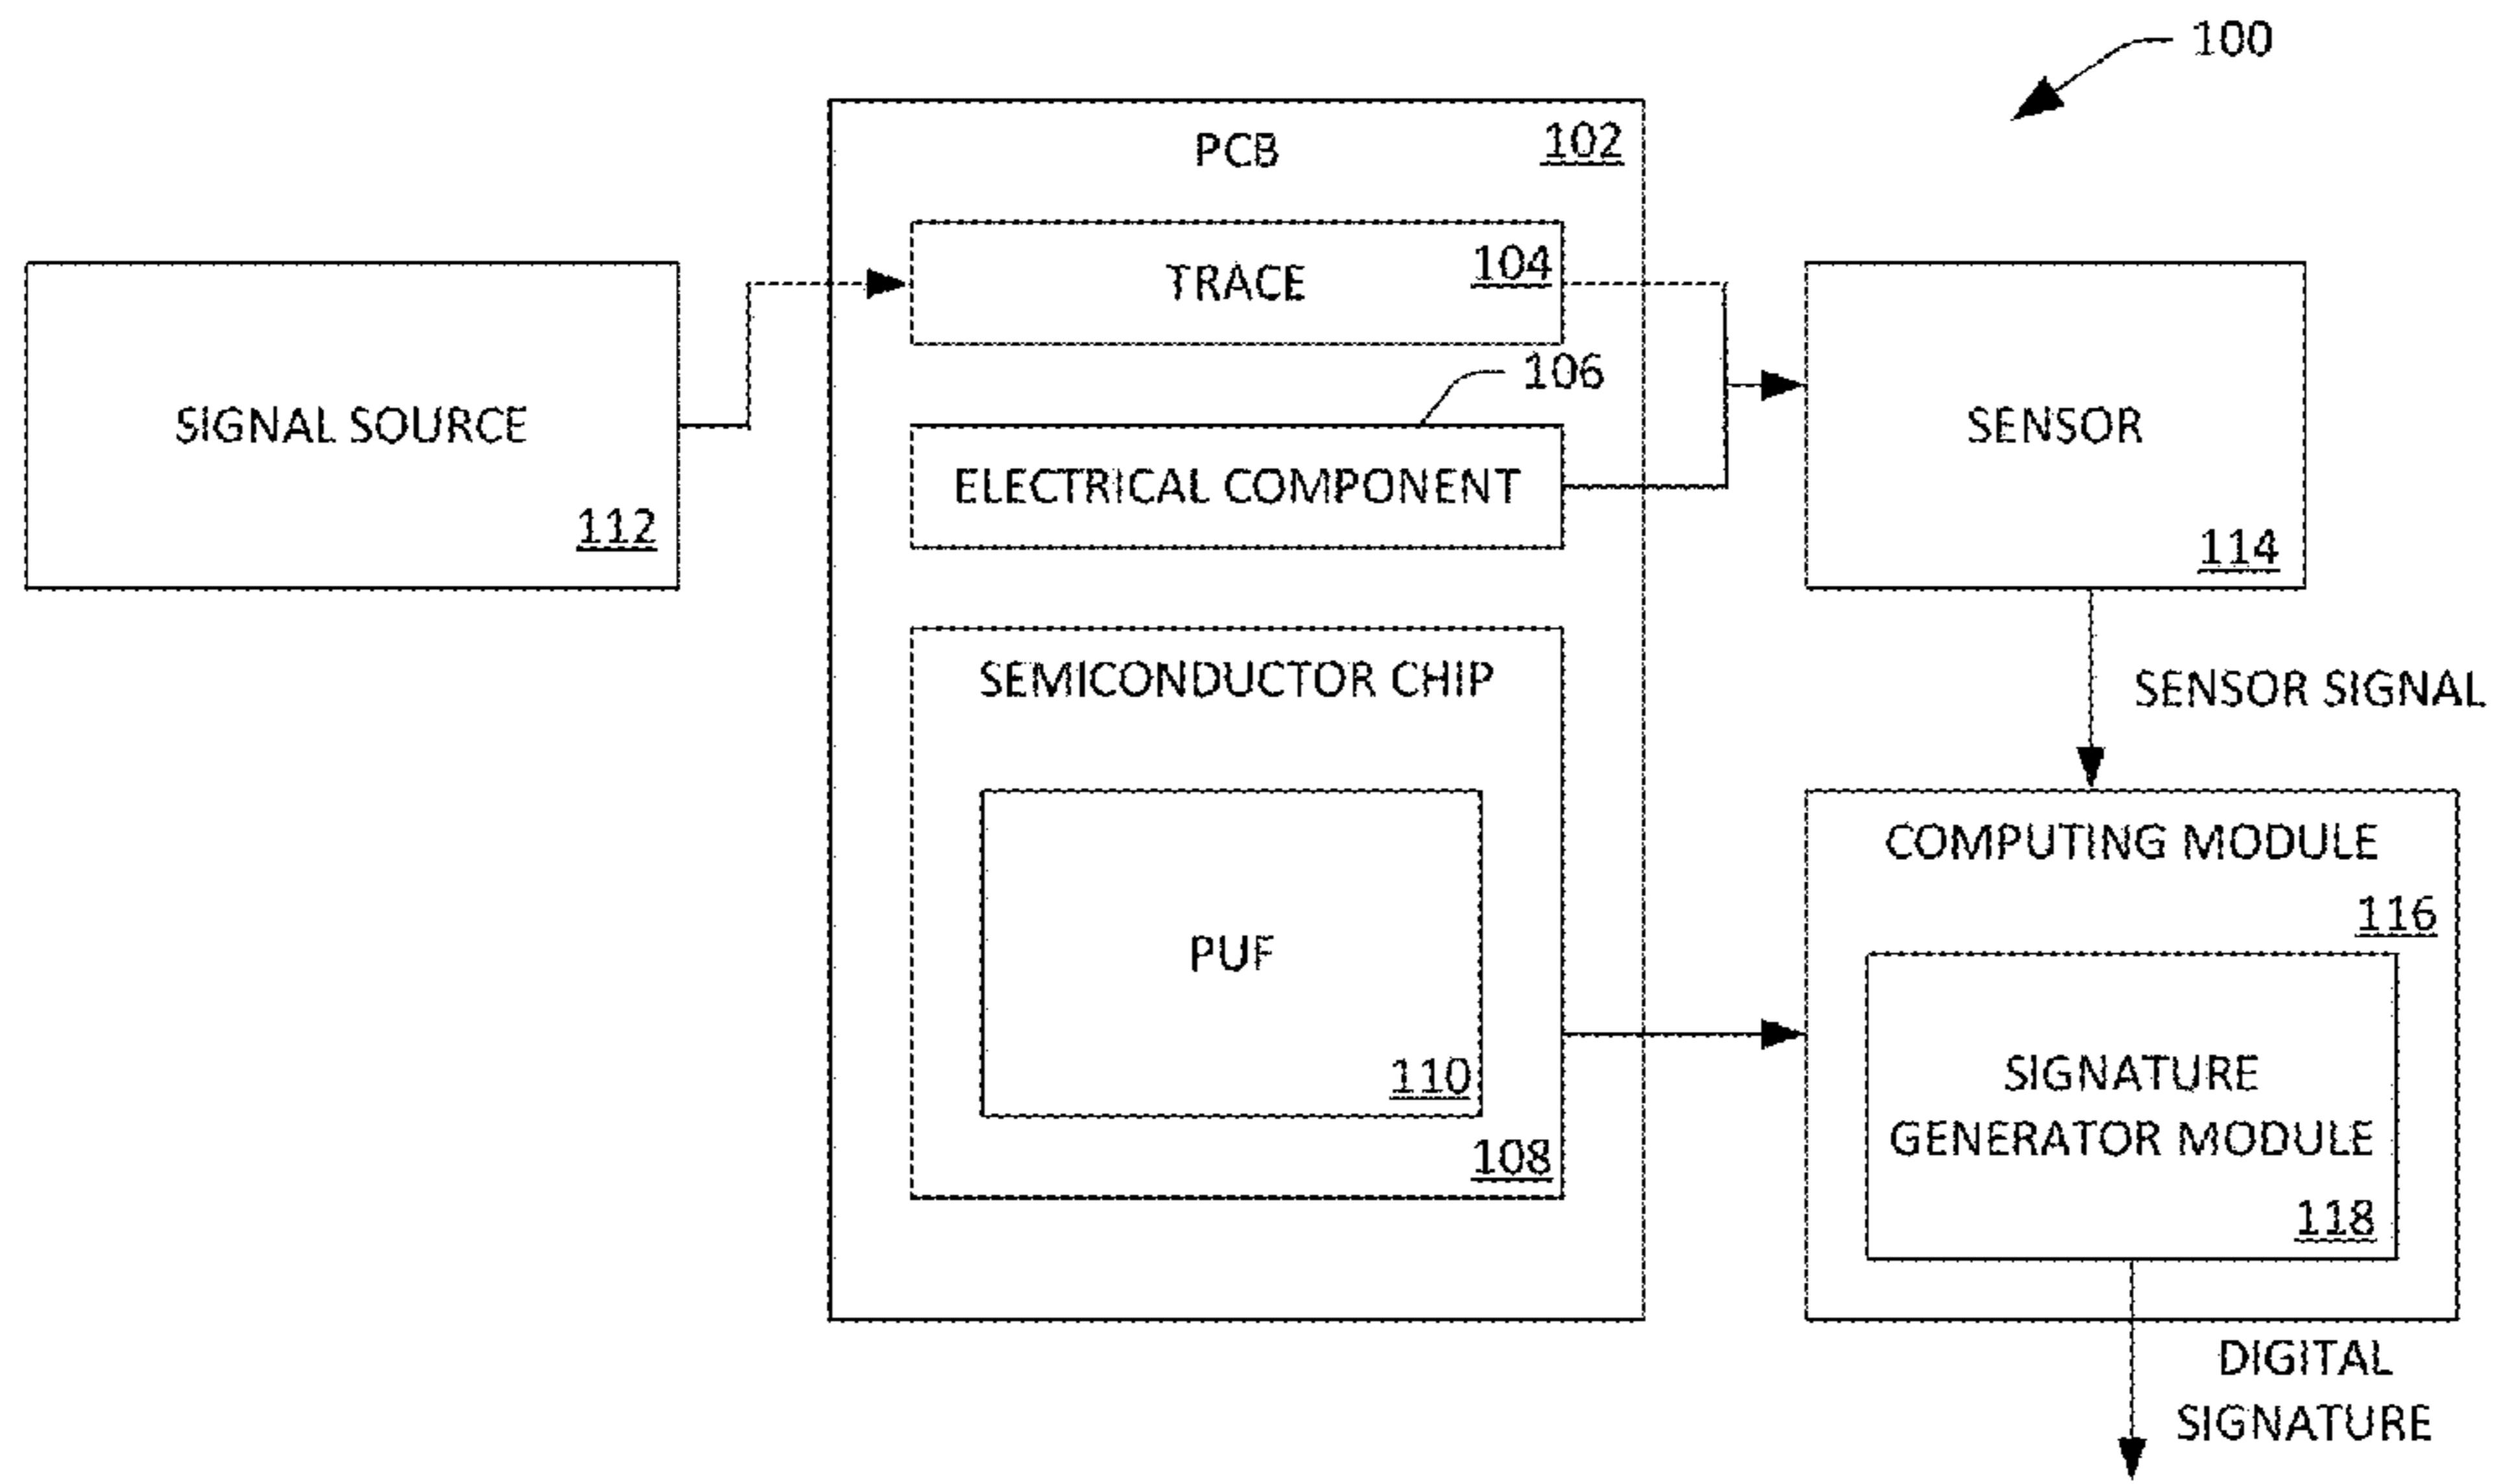 100
PCB
102
TRACE
104
106
SIGNAL SOURCE
112
ELECTRICAL COMPONENT
SENSOR
114
SEMICONDUCTOR CHIP
SENSOR SIGNAL
PUF
110
108
COMPUTING MODULE
116
SIGNATURE
GENERATOR MODULE
118
DIGITAL
SIGNATURE